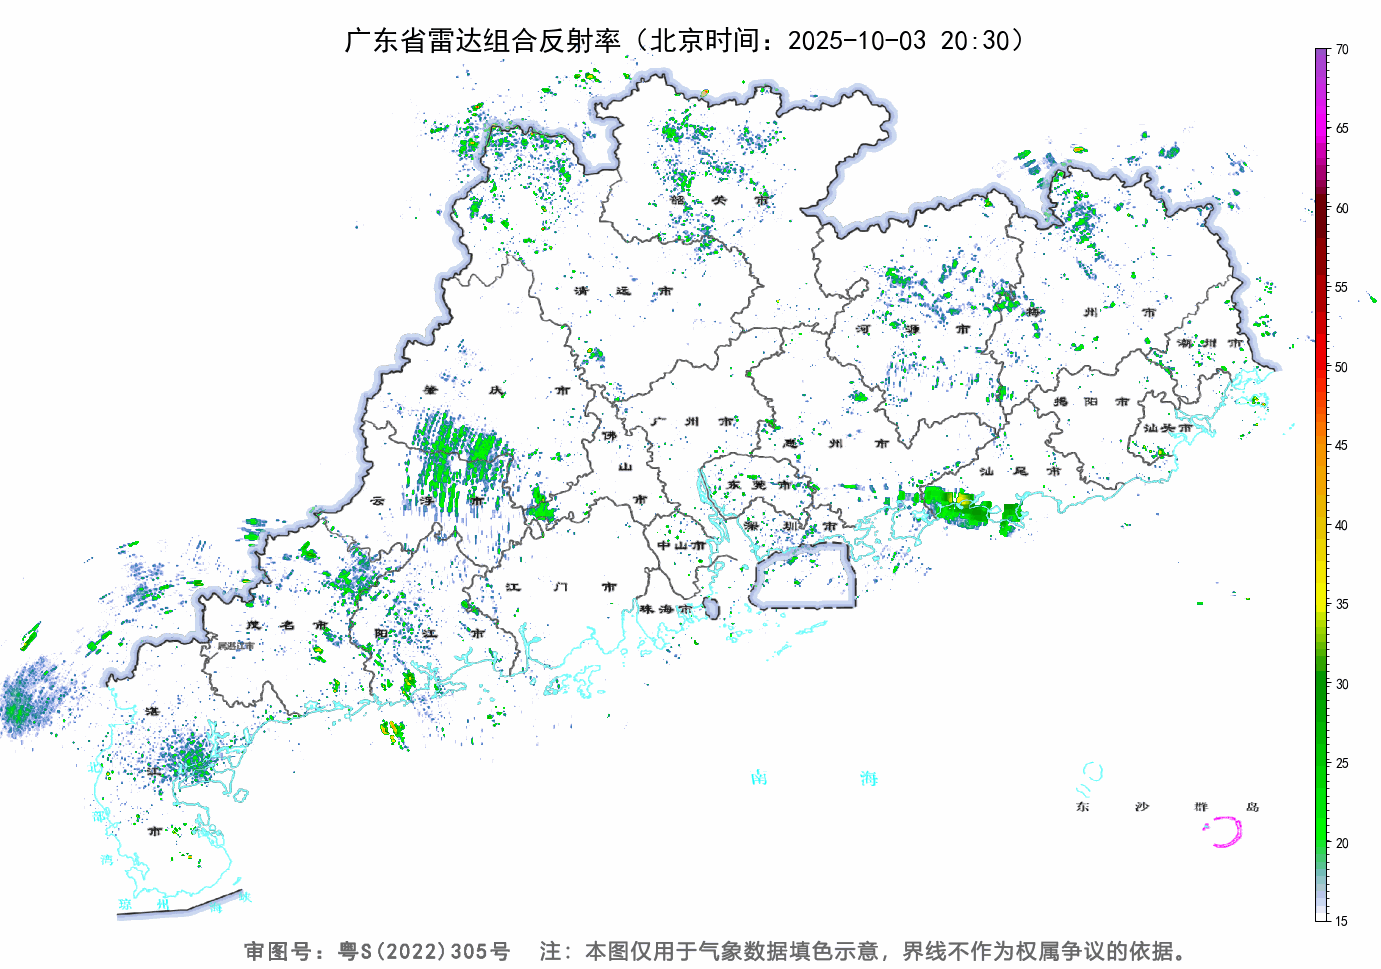 广东省雷达组合反射率（北京时间：2025-10-03 20:30）
70
65
60
55
50
45
40
35
30
25
20
15
韶 关 市
清 远 市
河 源 市
梅 州 市
潮 州 市
肇 庆 市
广 州 市
佛 山 市
惠 州 市
揭 阳 市
汕头市
汕 尾 市
东 莞 市
深 圳 市
云 浮 市
中山市
江 门 市
珠海市
茂 名 市
阳 江 市
属湛江市
湛 江 市
北 部 湾
琼 州 海 峡
南 海
东 沙 群 岛
审图号：粤S(2022)305号 注：本图仅用于气象数据填色示意，界线不作为权属争议的依据。